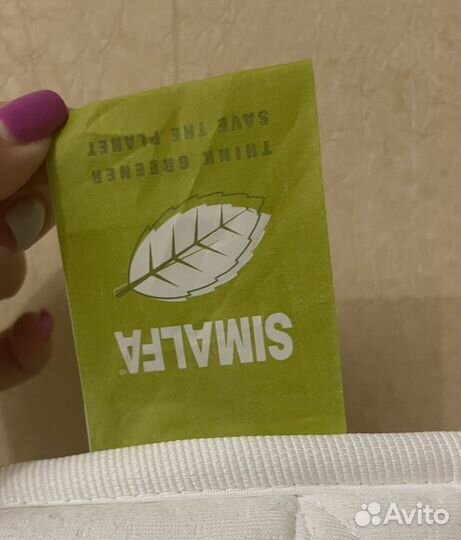 SIMALFA®
THINK GREENER
SAVE THE PLANET
Avito